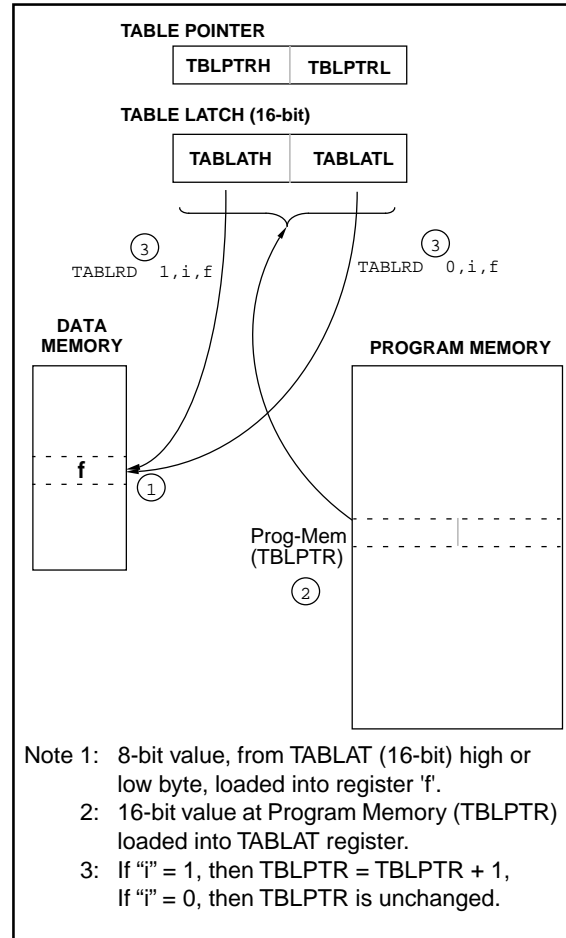 TABLE POINTER
TBLPTRH TBLPTRL
TABLE LATCH (16-bit)
TABLATH TABLATL
3
TABLRD 1,i,f
3
TABLRD 0,i,f
DATA
MEMORY
PROGRAM MEMORY
f
1
Prog-Mem
(TBLPTR)
2
Note 1: 8-bit value, from TABLAT (16-bit) high or
low byte, loaded into register 'f'.
2: 16-bit value at Program Memory (TBLPTR)
loaded into TABLAT register.
3: If “i” = 1, then TBLPTR = TBLPTR + 1,
If “i” = 0, then TBLPTR is unchanged.